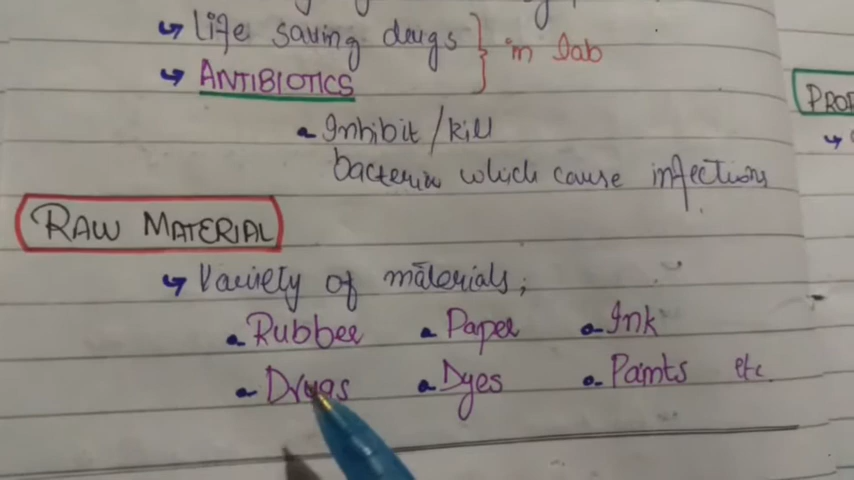 ↪ Life saving drugs } in lab
↪ ANTIBIOTICS
Inhibit / kill
bacteria which cause infections
RAW MATERIAL
↪ Variety of materials;
Rubber Paper Ink
Drugs Dyes Paints etc